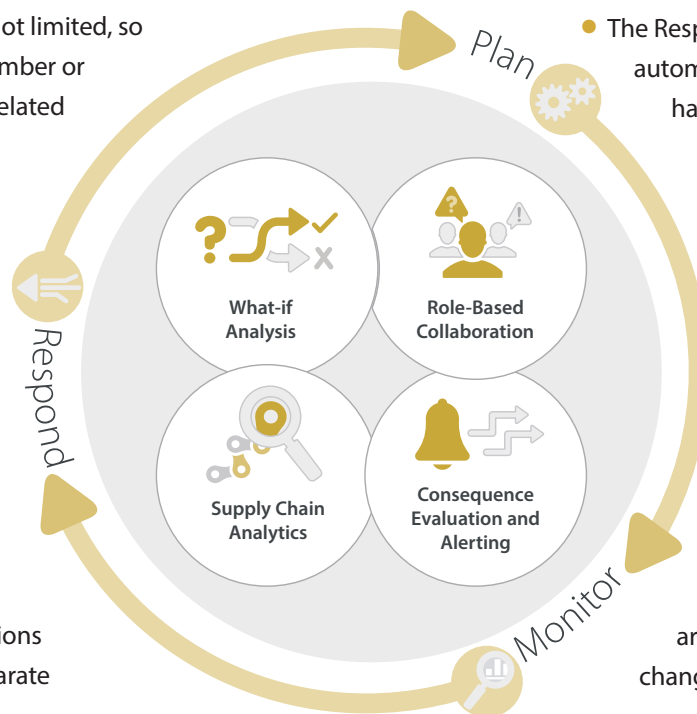 ot limited, so
mber or
elated
Plan
• The Resp
autom
ha
?
What-if
Analysis
?
!
Role-Based
Collaboration
Respond
Supply Chain
Analytics
Consequence
Evaluation and
Alerting
Monitor
ions
arate
ar
chang